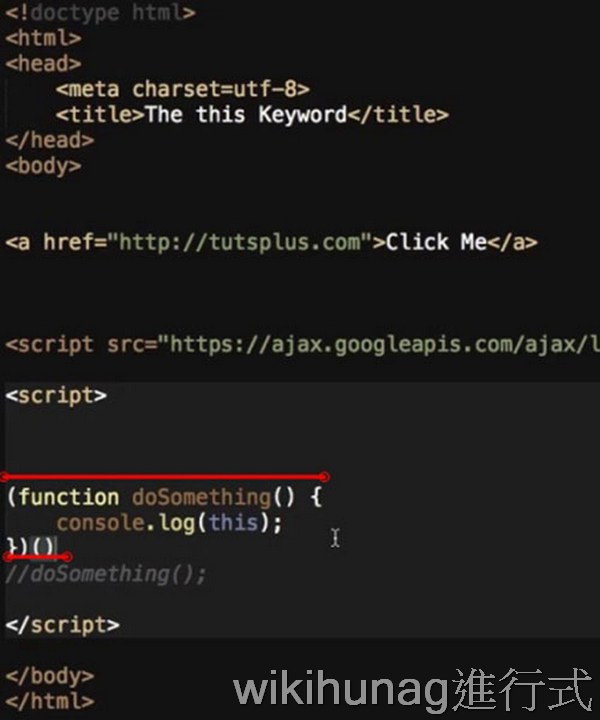 <!doctype html>
<html>
<head>
<meta charset=utf-8>
<title>The this Keyword</title>
</head>
<body>
<a href="http://tutsplus.com">Click Me</a>
<script src="https://ajax.googleapis.com/ajax/l
<script>
(function doSomething() {
console.log(this);
})()
//doSomething();
</script>
</body>
</html>
wikihunag進行式